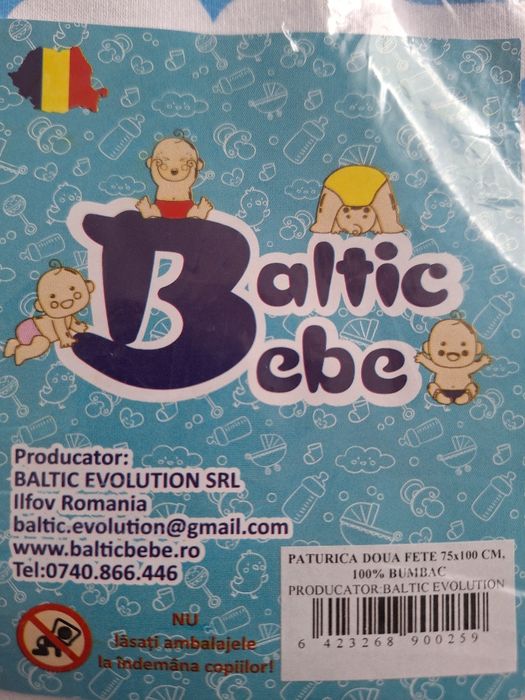 Baltic
Bebe
Producator:
BALTIC EVOLUTION SRL
Ilfov Romania
baltic.evolution@gmail.com
www.balticbebe.ro
Tel:0740.866.446
PATURICA DOUA FETE 75x100 CM,
100% BUMBAC
PRODUCATOR:BALTIC EVOLUTION
6 423268 900259
NU
lăsați ambalajele
la îndemâna copiilor!